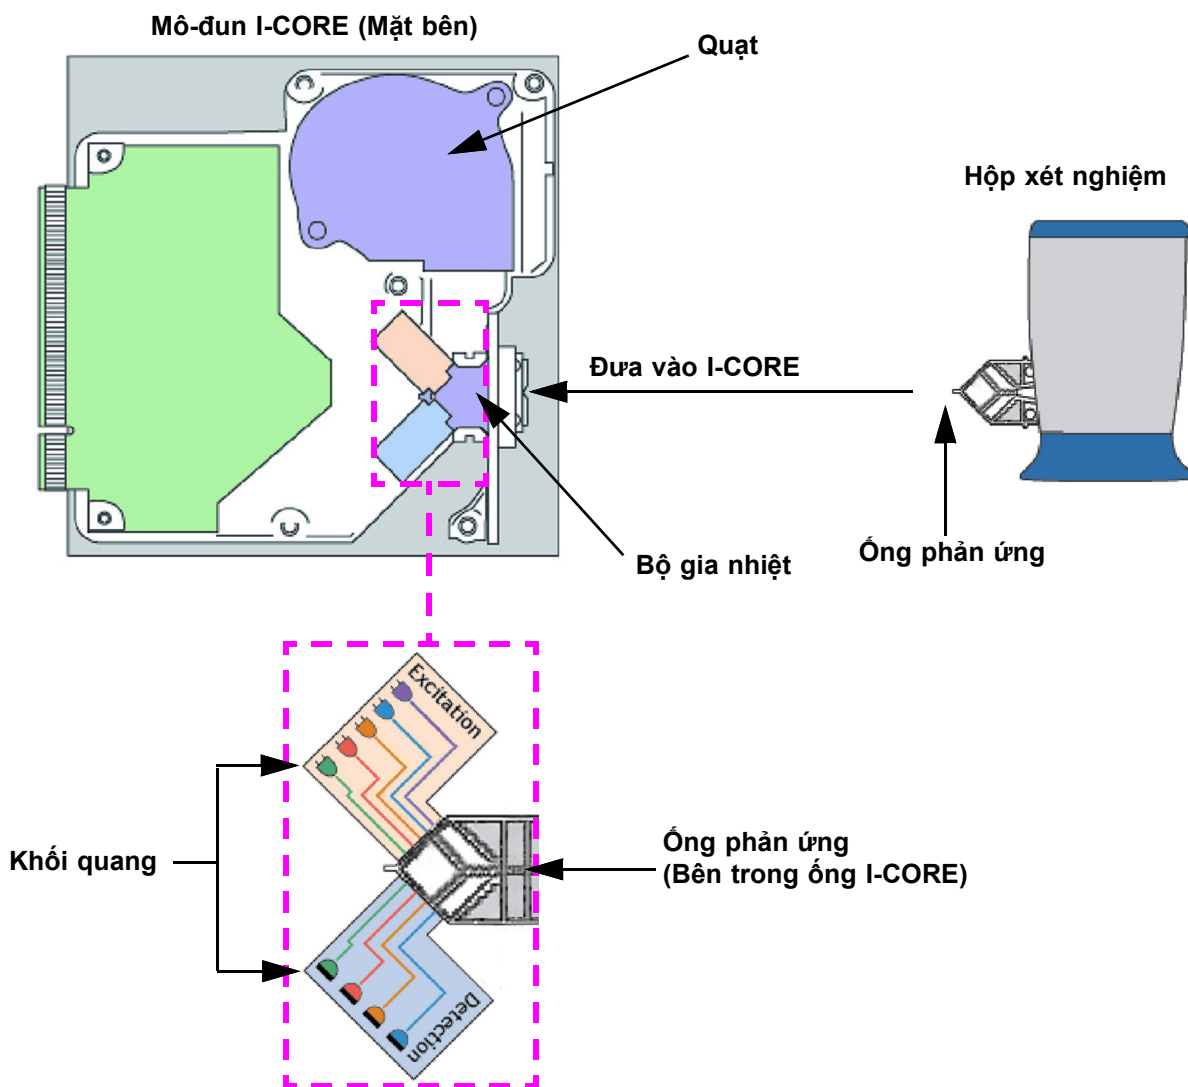 Mô-đun I-CORE (Mặt bên)
Quạt
Hộp xét nghiệm
Đưa vào I-CORE
Ống phản ứng
Bộ gia nhiệt
Excitation
Khối quang
Ống phản ứng
(Bên trong ống I-CORE)
Detection